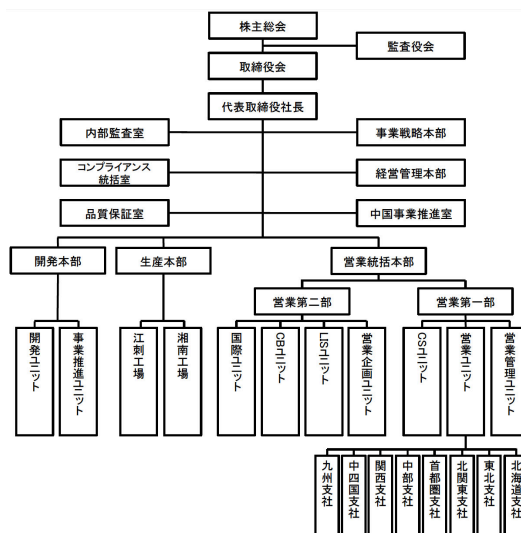 株主総会
監査役会
取締役会
代表取締役社長
内部監査室
事業戦略本部
コンプライアンス
統括室
経営管理本部
品質保証室
中国事業推進室
開発本部
生産本部
営業統括本部
営業第二部
営業第一部
開発ユニット
事業推進ユニット
江刺工場
湘南工場
国際ユニット
CBユニット
LISユニット
営業企画ユニット
CSユニット
営業ユニット
営業管理ユニット
九州支社
中四国支社
関西支社
中部支社
首都圏支社
北関東支社
東北支社
北海道支社